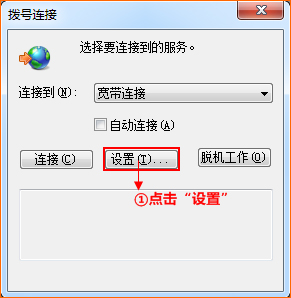 拨号连接
选择要连接到的服务。
连接到(N):
宽带连接
自动连接(A)
连接(C)
设置(T)...
脱机工作(O)
①点击“设置”